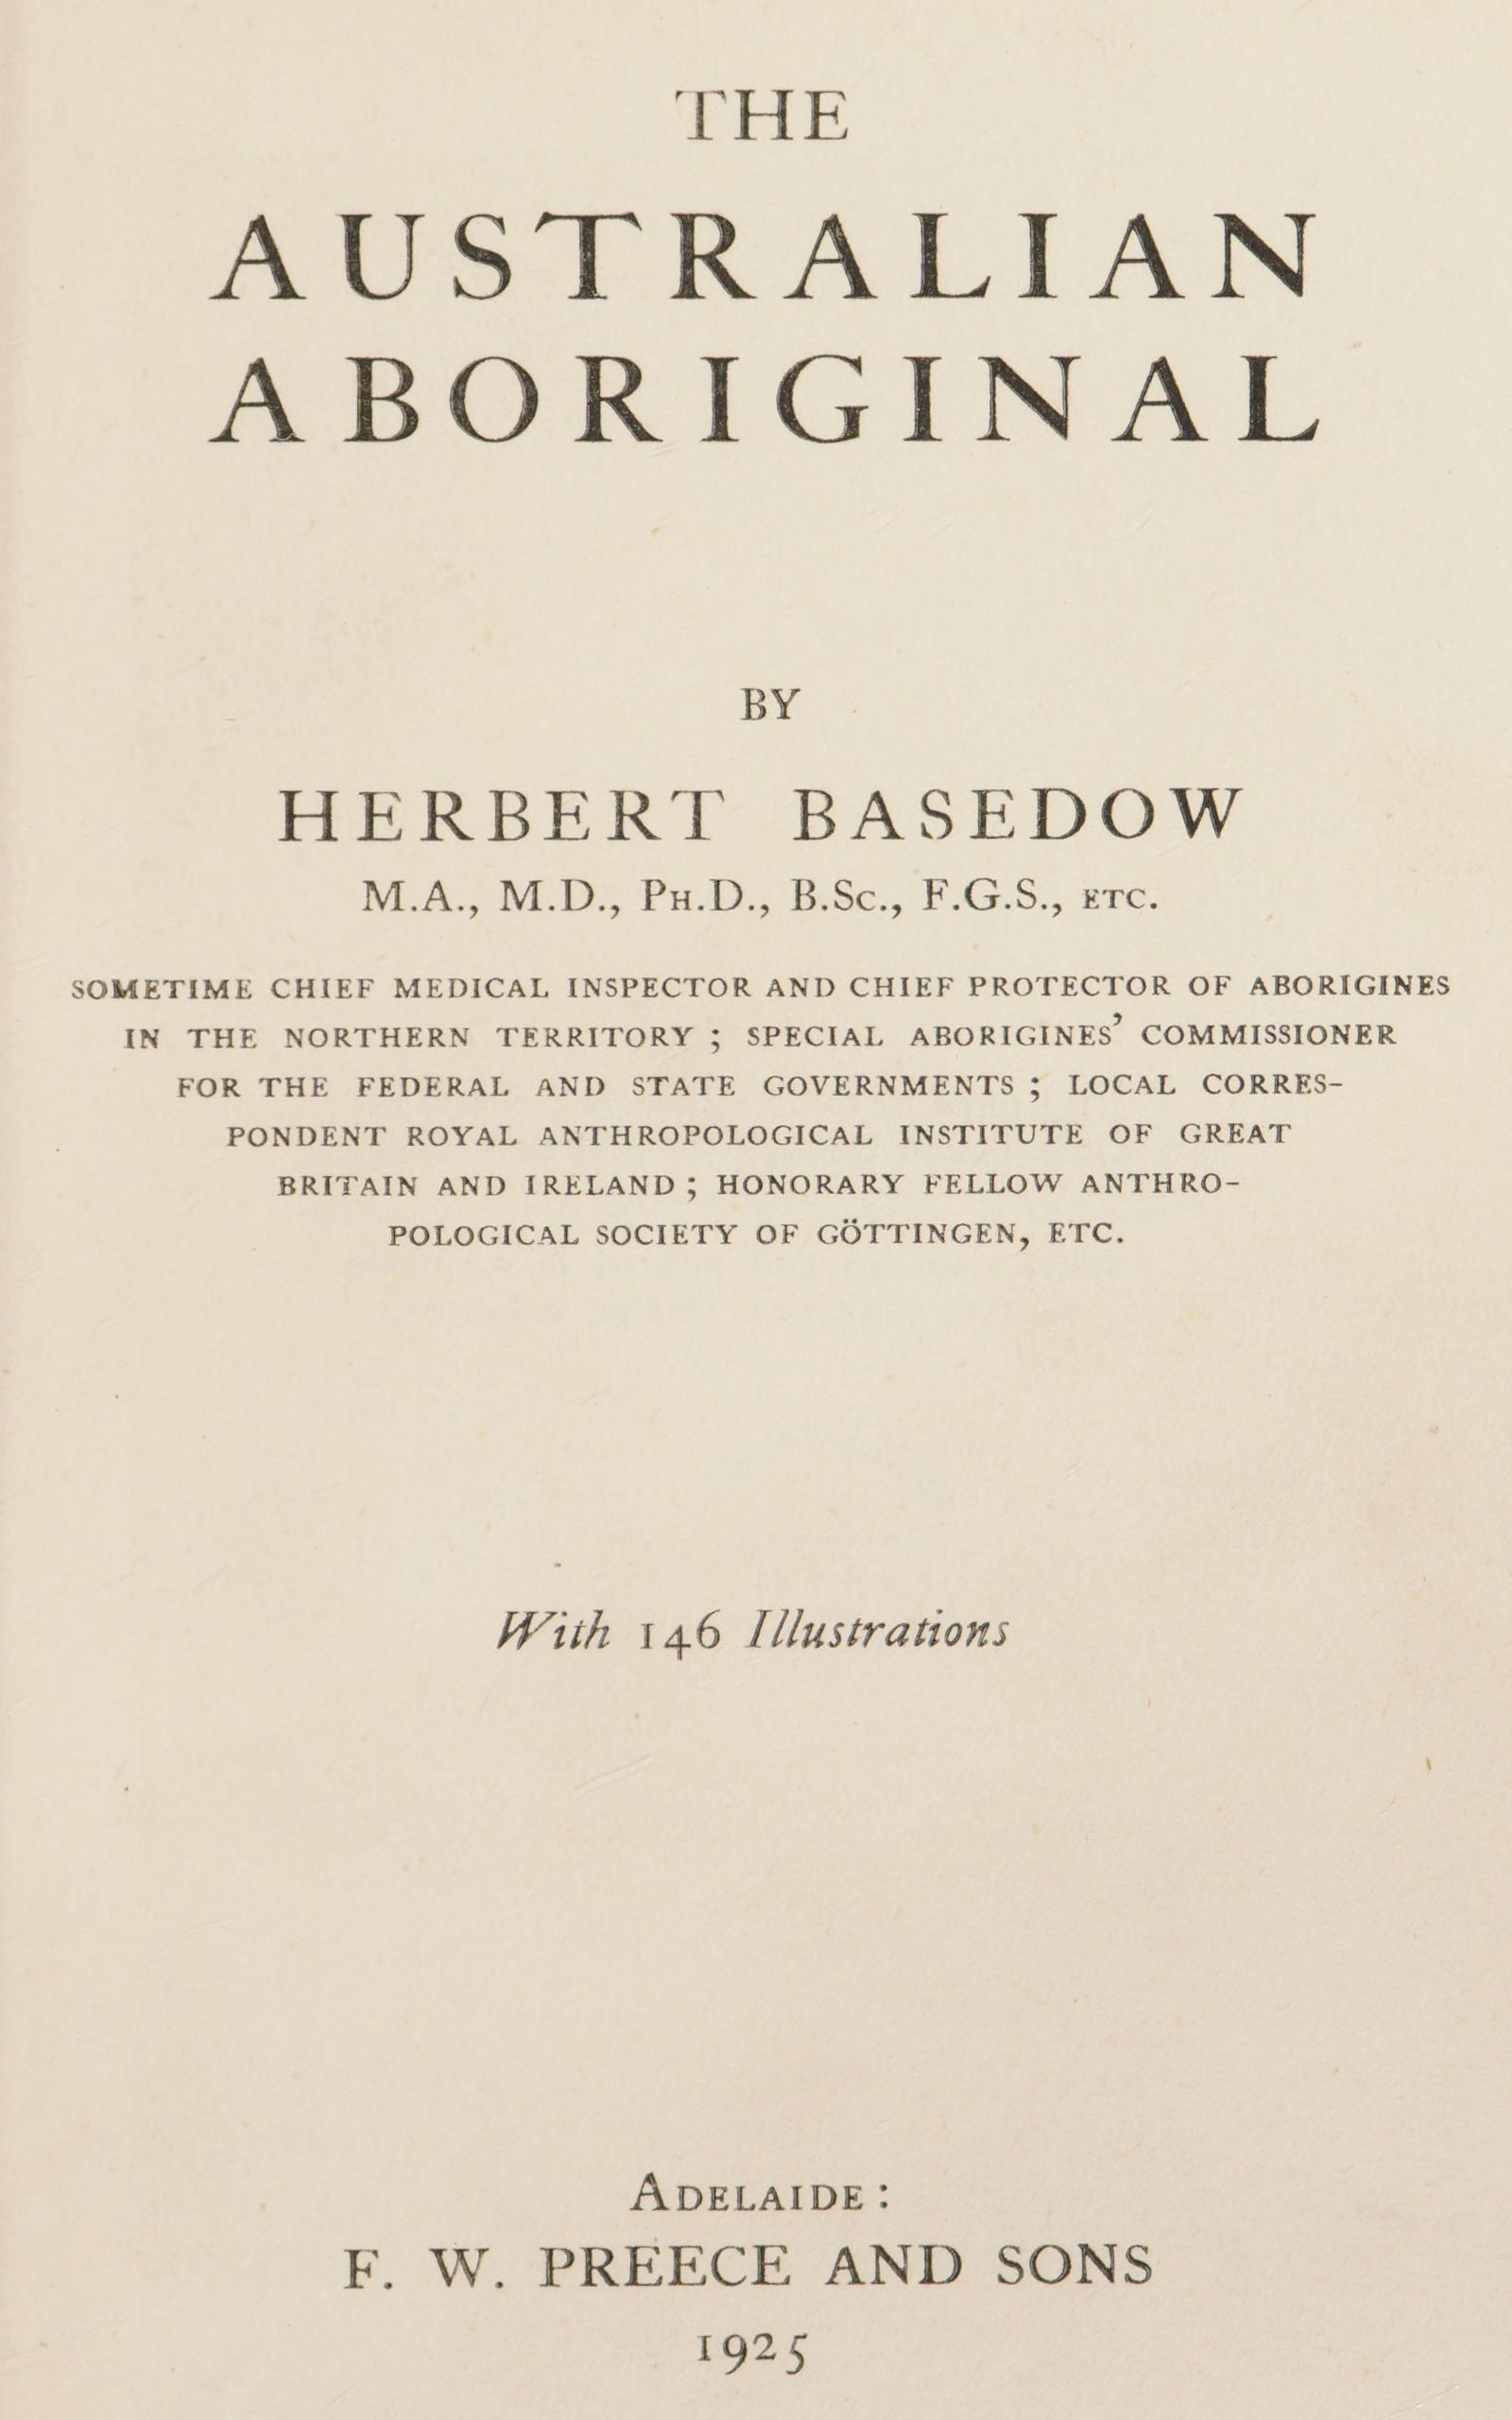 THE
AUSTRALIAN
ABORIGINAL
BY
HERBERT BASEDOW
M.A., M.D., PH.D., B.SC., F.G.S., ETC.
SOMETIME CHIEF MEDICAL INSPECTOR AND CHIEF PROTECTOR OF ABORIGINES
IN THE NORTHERN TERRITORY ; SPECIAL ABORIGINES' COMMISSIONER
FOR THE FEDERAL AND STATE GOVERNMENTS ; LOCAL CORRES-
PONDENT ROYAL ANTHROPOLOGICAL INSTITUTE OF GREAT
BRITAIN AND IRELAND ; HONORARY FELLOW ANTHRO-
POLOGICAL SOCIETY OF GÖTTINGEN, ETC.
With 146 Illustrations
ADELAIDE :
F. W. PREECE AND SONS
1925